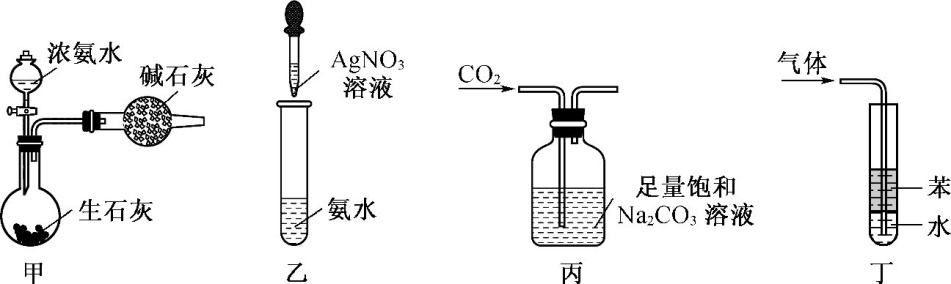 浓氨水
碱石灰
生石灰
甲
AgNO₃
溶液
氨水
乙
CO₂
足量饱和
Na₂CO₃ 溶液
丙
气体
苯
水
丁